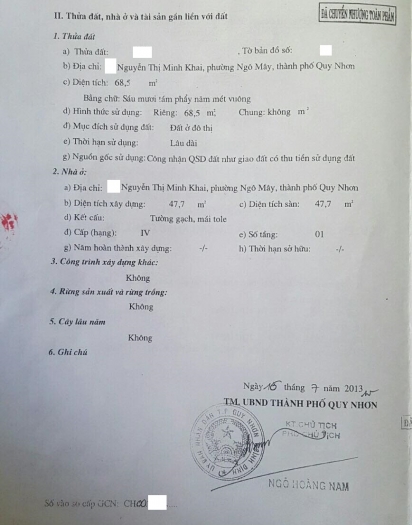 ĐÃ CHUYỂN NHƯỢNG TOÀN PHẦN
II. Thửa đất, nhà ở và tài sản gắn liền với đất
1. Thửa đất
a) Thửa đất: , Tờ bản đồ số:
b) Địa chỉ: Nguyễn Thị Minh Khai, phường Ngô Mây, thành phố Quy Nhơn
c) Diện tích: 68,5 m²
Bằng chữ: Sáu mươi tám phẩy năm mét vuông
d) Hình thức sử dụng: Riêng: 68,5 m² Chung: không m²
đ) Mục đích sử dụng đất: Đất ở đô thị
e) Thời hạn sử dụng: Lâu dài
g) Nguồn gốc sử dụng: Công nhận QSD đất như giao đất có thu tiền sử dụng đất
2. Nhà ở:
a) Địa chỉ: Nguyễn Thị Minh Khai, phường Ngô Mây, thành phố Quy Nhơn
b) Diện tích xây dựng: 47,7 m² c) Diện tích sàn: 47,7 m²
d) Kết cấu: Tường gạch, mái tole
đ) Cấp (hạng): IV e) Số tầng: 01
g) Năm hoàn thành xây dựng: -/- h) Thời hạn sở hữu: -/-
3. Công trình xây dựng khác:
Không
4. Rừng sản xuất và rừng trồng:
Không
5. Cây lâu năm
Không
6. Ghi chú
Ngày 15 tháng 7 năm 2013
TM. UBND THÀNH PHỐ QUY NHƠN
KT.CHỦ TỊCH
PHÓ CHỦ TỊCH
NGÔ HOÀNG NAM
Số vào sổ cấp GCN: CH00